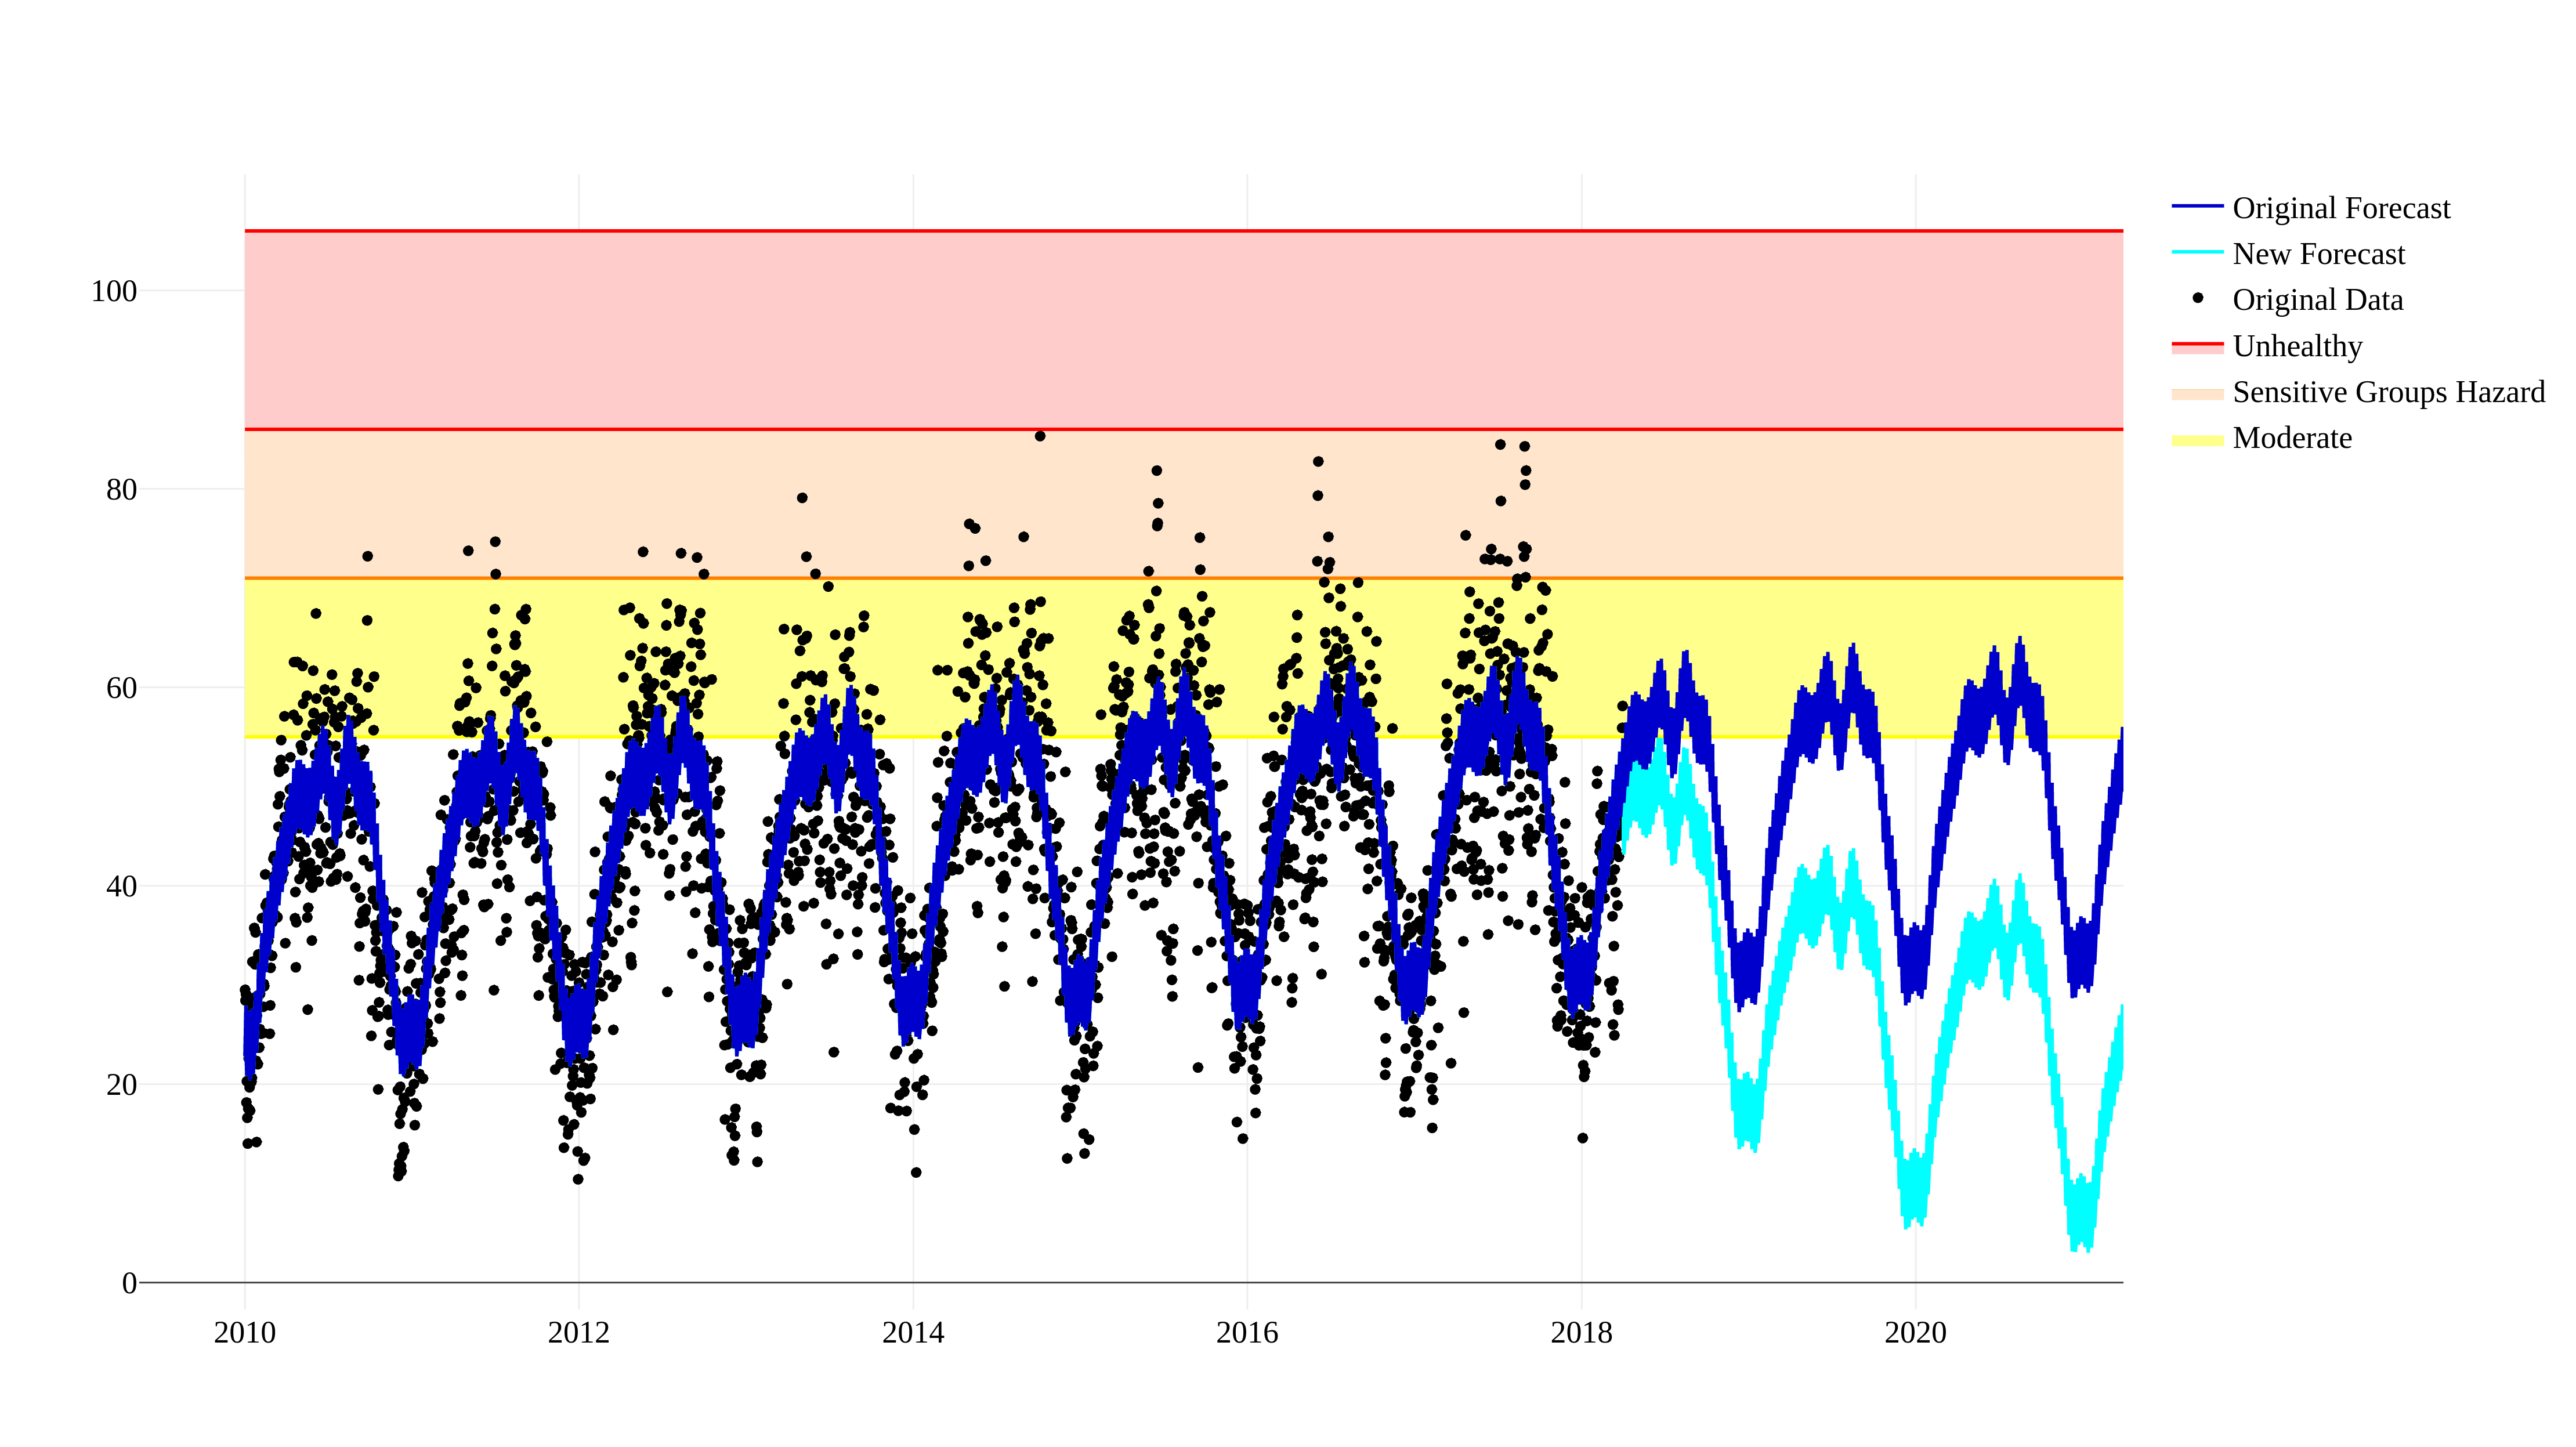 Original Forecast
New Forecast
Original Data
Unhealthy
Sensitive Groups Hazard
Moderate
100
80
60
40
20
0
2010 2012 2014 2016 2018 2020